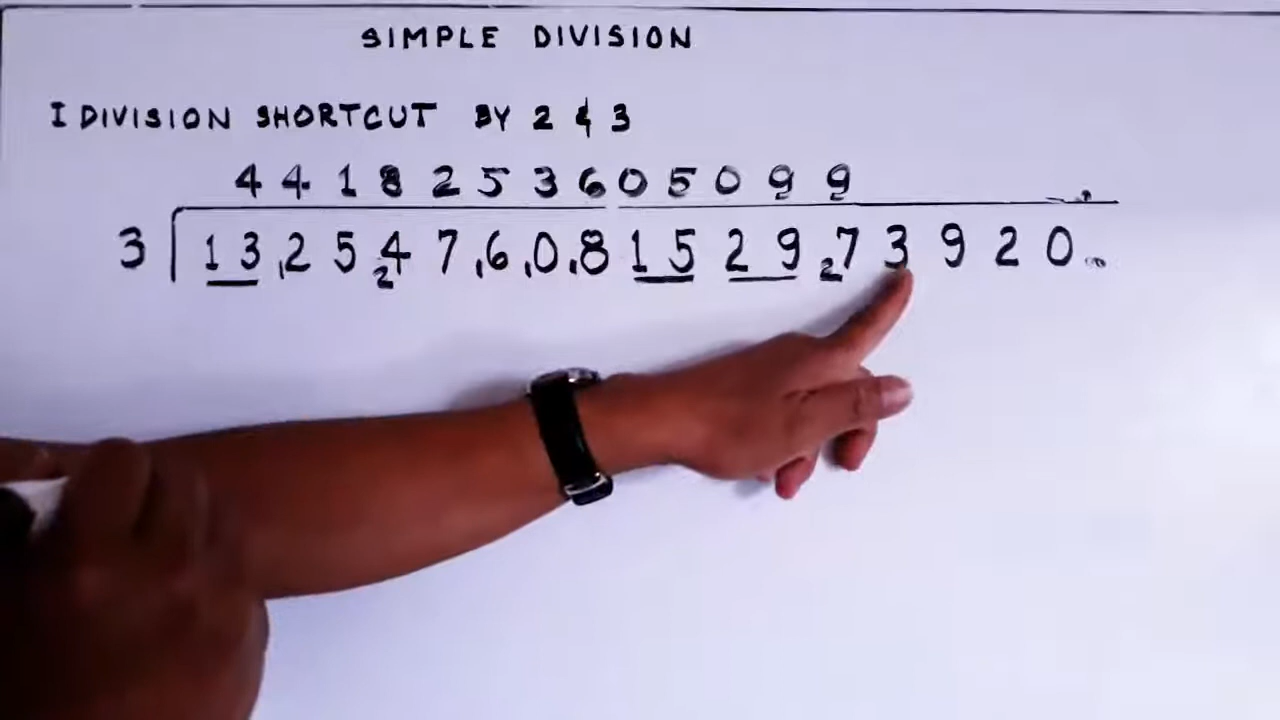 SIMPLE DIVISION
I DIVISION SHORTCUT BY 2 & 3
4 4 1 8 2 5 3 6 0 5 0 9 9
3 1 3 , 2 5 2 4 7 , 6 , 0 , 8 1 5 2 9 2 7 3 9 2 0